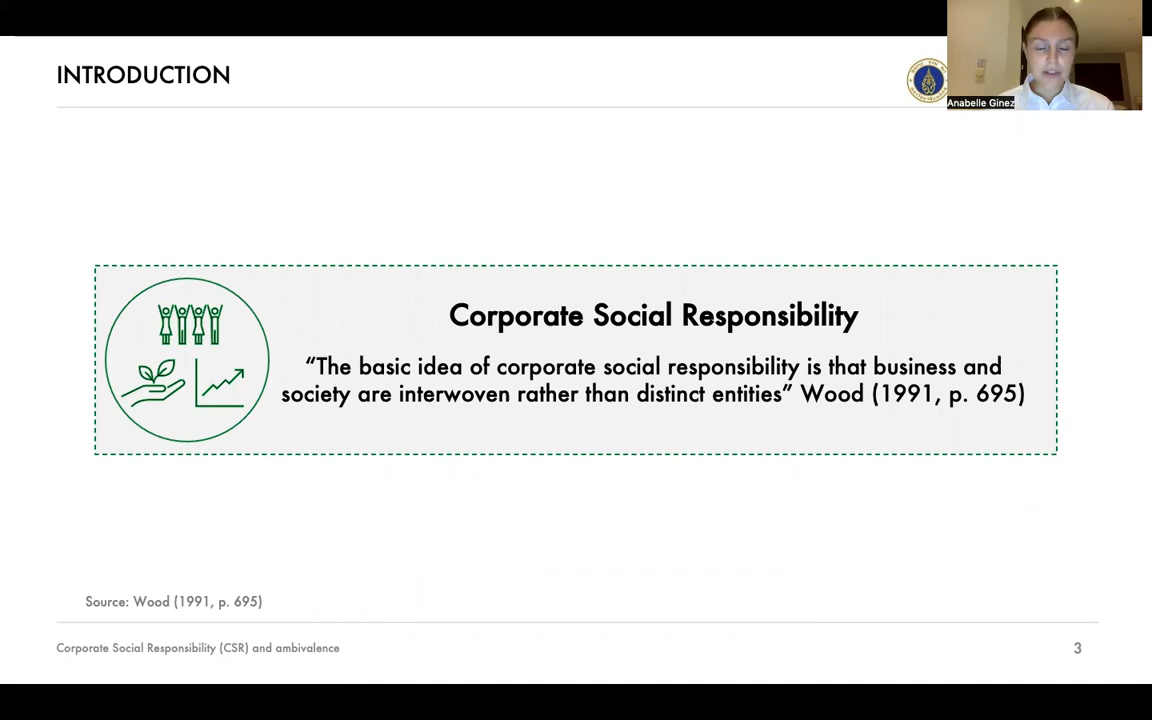 INTRODUCTION
Anabelle Ginez
Corporate Social Responsibility
“The basic idea of corporate social responsibility is that business and
society are interwoven rather than distinct entities” Wood (1991, p. 695)
Source: Wood (1991, p. 695)
Corporate Social Responsibility (CSR) and ambivalence
3